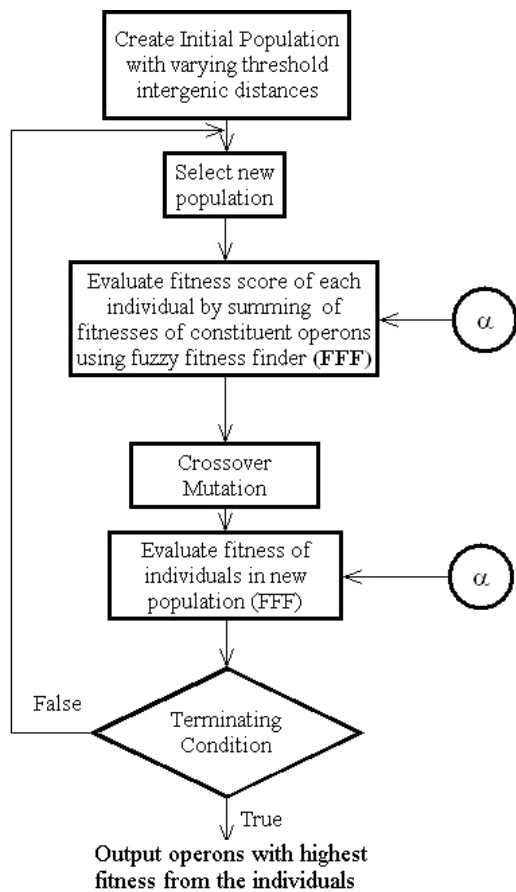 Create Initial Population
with varying threshold
intergenic distances
Select new
population
Evaluate fitness score of each
individual by summing of
fitnesses of constituent operons
using fuzzy fitness finder (FFF)
α
Crossover
Mutation
Evaluate fitness of
individuals in new
population (FFF)
α
False
Terminating
Condition
True
Output operons with highest
fitness from the individuals